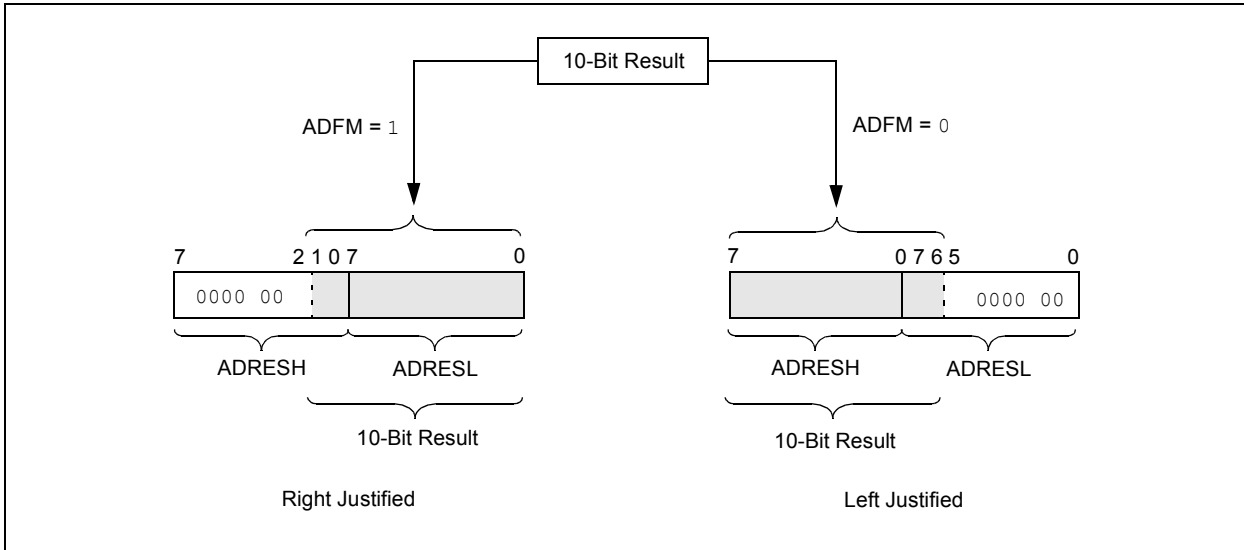 10-Bit Result
ADFM = 1
ADFM = 0
7 2 1 0 7 0
7 0 7 6 5 0
0000 00
0000 00
ADRESH ADRESL
ADRESH ADRESL
10-Bit Result
10-Bit Result
Right Justified
Left Justified